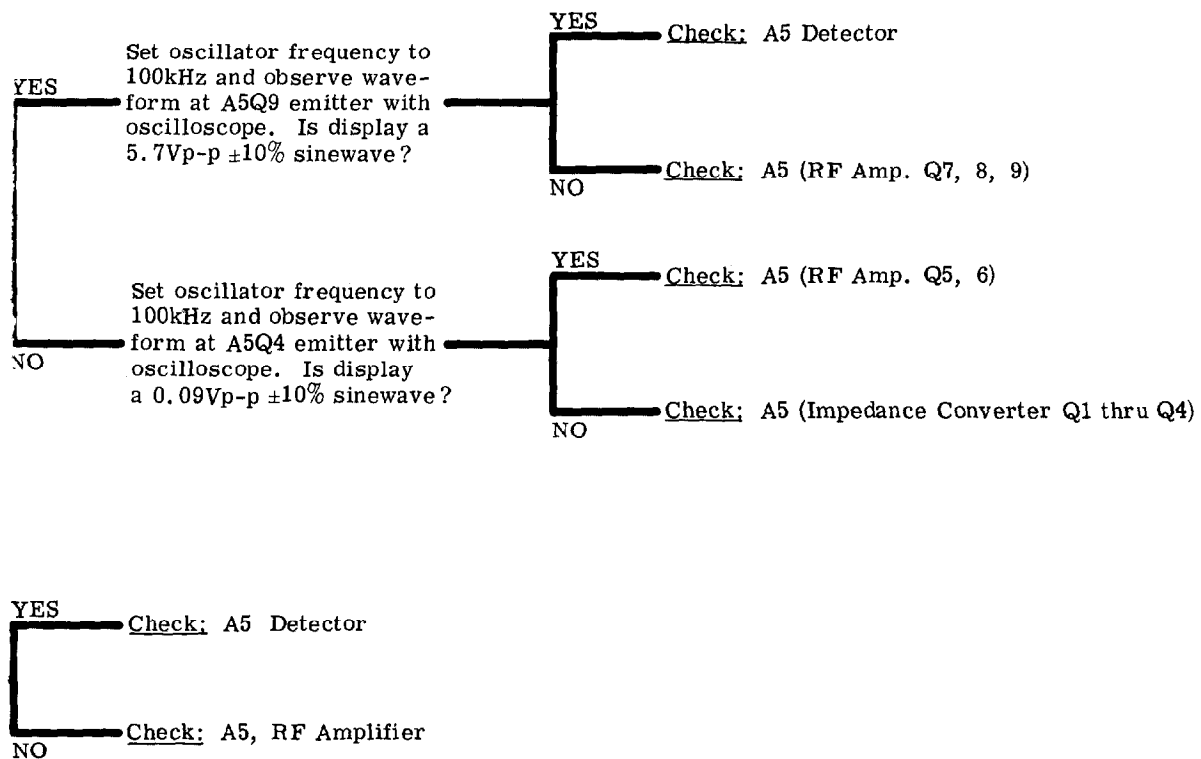 YES
Set oscillator frequency to
100kHz and observe wave-
form at A5Q9 emitter with
oscilloscope. Is display a
5.7Vp-p ±10% sinewave?
YES
Check: A5 Detector
NO
Check: A5 (RF Amp. Q7, 8, 9)
NO
Set oscillator frequency to
100kHz and observe wave-
form at A5Q4 emitter with
oscilloscope. Is display
a 0.09Vp-p ±10% sinewave?
YES
Check: A5 (RF Amp. Q5, 6)
NO
Check: A5 (Impedance Converter Q1 thru Q4)
YES
Check: A5 Detector
NO
Check: A5, RF Amplifier